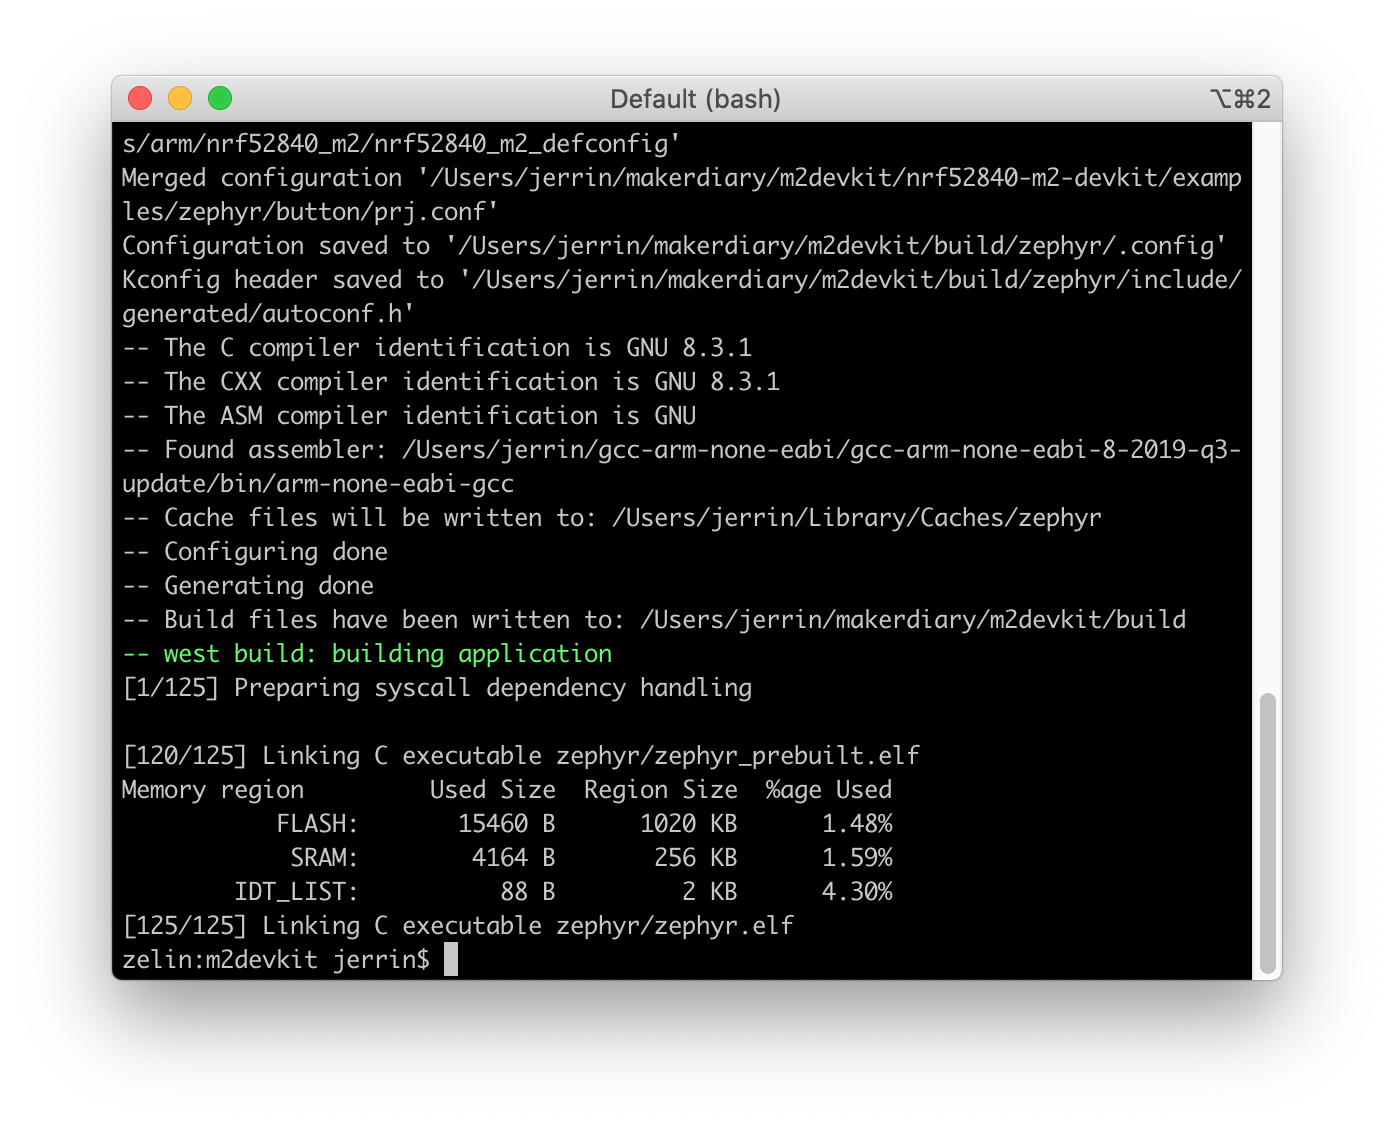 Default (bash) ⌥⌘2
s/arm/nrf52840_m2/nrf52840_m2_defconfig'
Merged configuration '/Users/jerrin/makerdiary/m2devkit/nrf52840-m2-devkit/examp
les/zephyr/button/prj.conf'
Configuration saved to '/Users/jerrin/makerdiary/m2devkit/build/zephyr/.config'
Kconfig header saved to '/Users/jerrin/makerdiary/m2devkit/build/zephyr/include/
generated/autoconf.h'
-- The C compiler identification is GNU 8.3.1
-- The CXX compiler identification is GNU 8.3.1
-- The ASM compiler identification is GNU
-- Found assembler: /Users/jerrin/gcc-arm-none-eabi/gcc-arm-none-eabi-8-2019-q3-
update/bin/arm-none-eabi-gcc
-- Cache files will be written to: /Users/jerrin/Library/Caches/zephyr
-- Configuring done
-- Generating done
-- Build files have been written to: /Users/jerrin/makerdiary/m2devkit/build
-- west build: building application
[1/125] Preparing syscall dependency handling
[120/125] Linking C executable zephyr/zephyr_prebuilt.elf
Memory region         Used Size  Region Size  %age Used
           FLASH:       15460 B      1020 KB      1.48%
            SRAM:        4164 B       256 KB      1.59%
        IDT_LIST:          88 B         2 KB      4.30%
[125/125] Linking C executable zephyr/zephyr.elf
zelin:m2devkit jerrin$